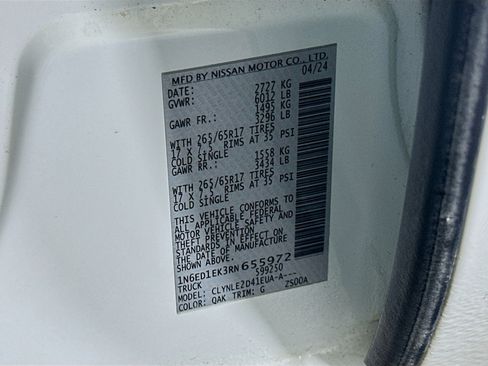 MFD BY NISSAN MOTOR CO., LTD.
DATE: 04/24
GVWR: 2727 KG
6012 LB
GAWR FR.: 1495 KG
3296 LB
WITH 265/65R17 TIRES
17 X 7.5 RIMS AT 35 PSI
COLD SINGLE
GAWR RR.: 1558 KG
3434 LB
WITH 265/65R17 TIRES
17 X 7.5 RIMS AT 35 PSI
COLD SINGLE
THIS VEHICLE CONFORMS TO
ALL APPLICABLE FEDERAL
MOTOR VEHICLE SAFETY AND
THEFT PREVENTION
STANDARDS IN EFFECT ON
THE DATE OF MANUFACTURE
SHOWN ABOVE.
1N6ED1EK3RN655972
TRUCK 599250
MODEL: CLYNLE2D41EUA-A---
COLOR: QAK TRIM: G ZS00A